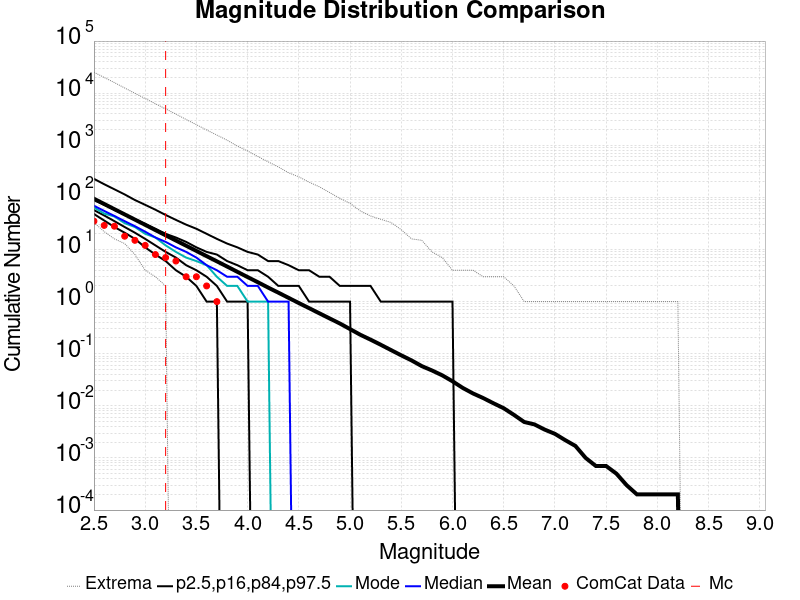 Magnitude Distribution Comparison
10^5
10^4
10^3
10^2
10^1
10^0
10^-1
10^-2
10^-3
10^-4
Cumulative Number
2.5 3.0 3.5 4.0 4.5 5.0 5.5 6.0 6.5 7.0 7.5 8.0 8.5 9.0
Magnitude
Extrema p2.5,p16,p84,p97.5 Mode Median Mean ComCat Data Mc